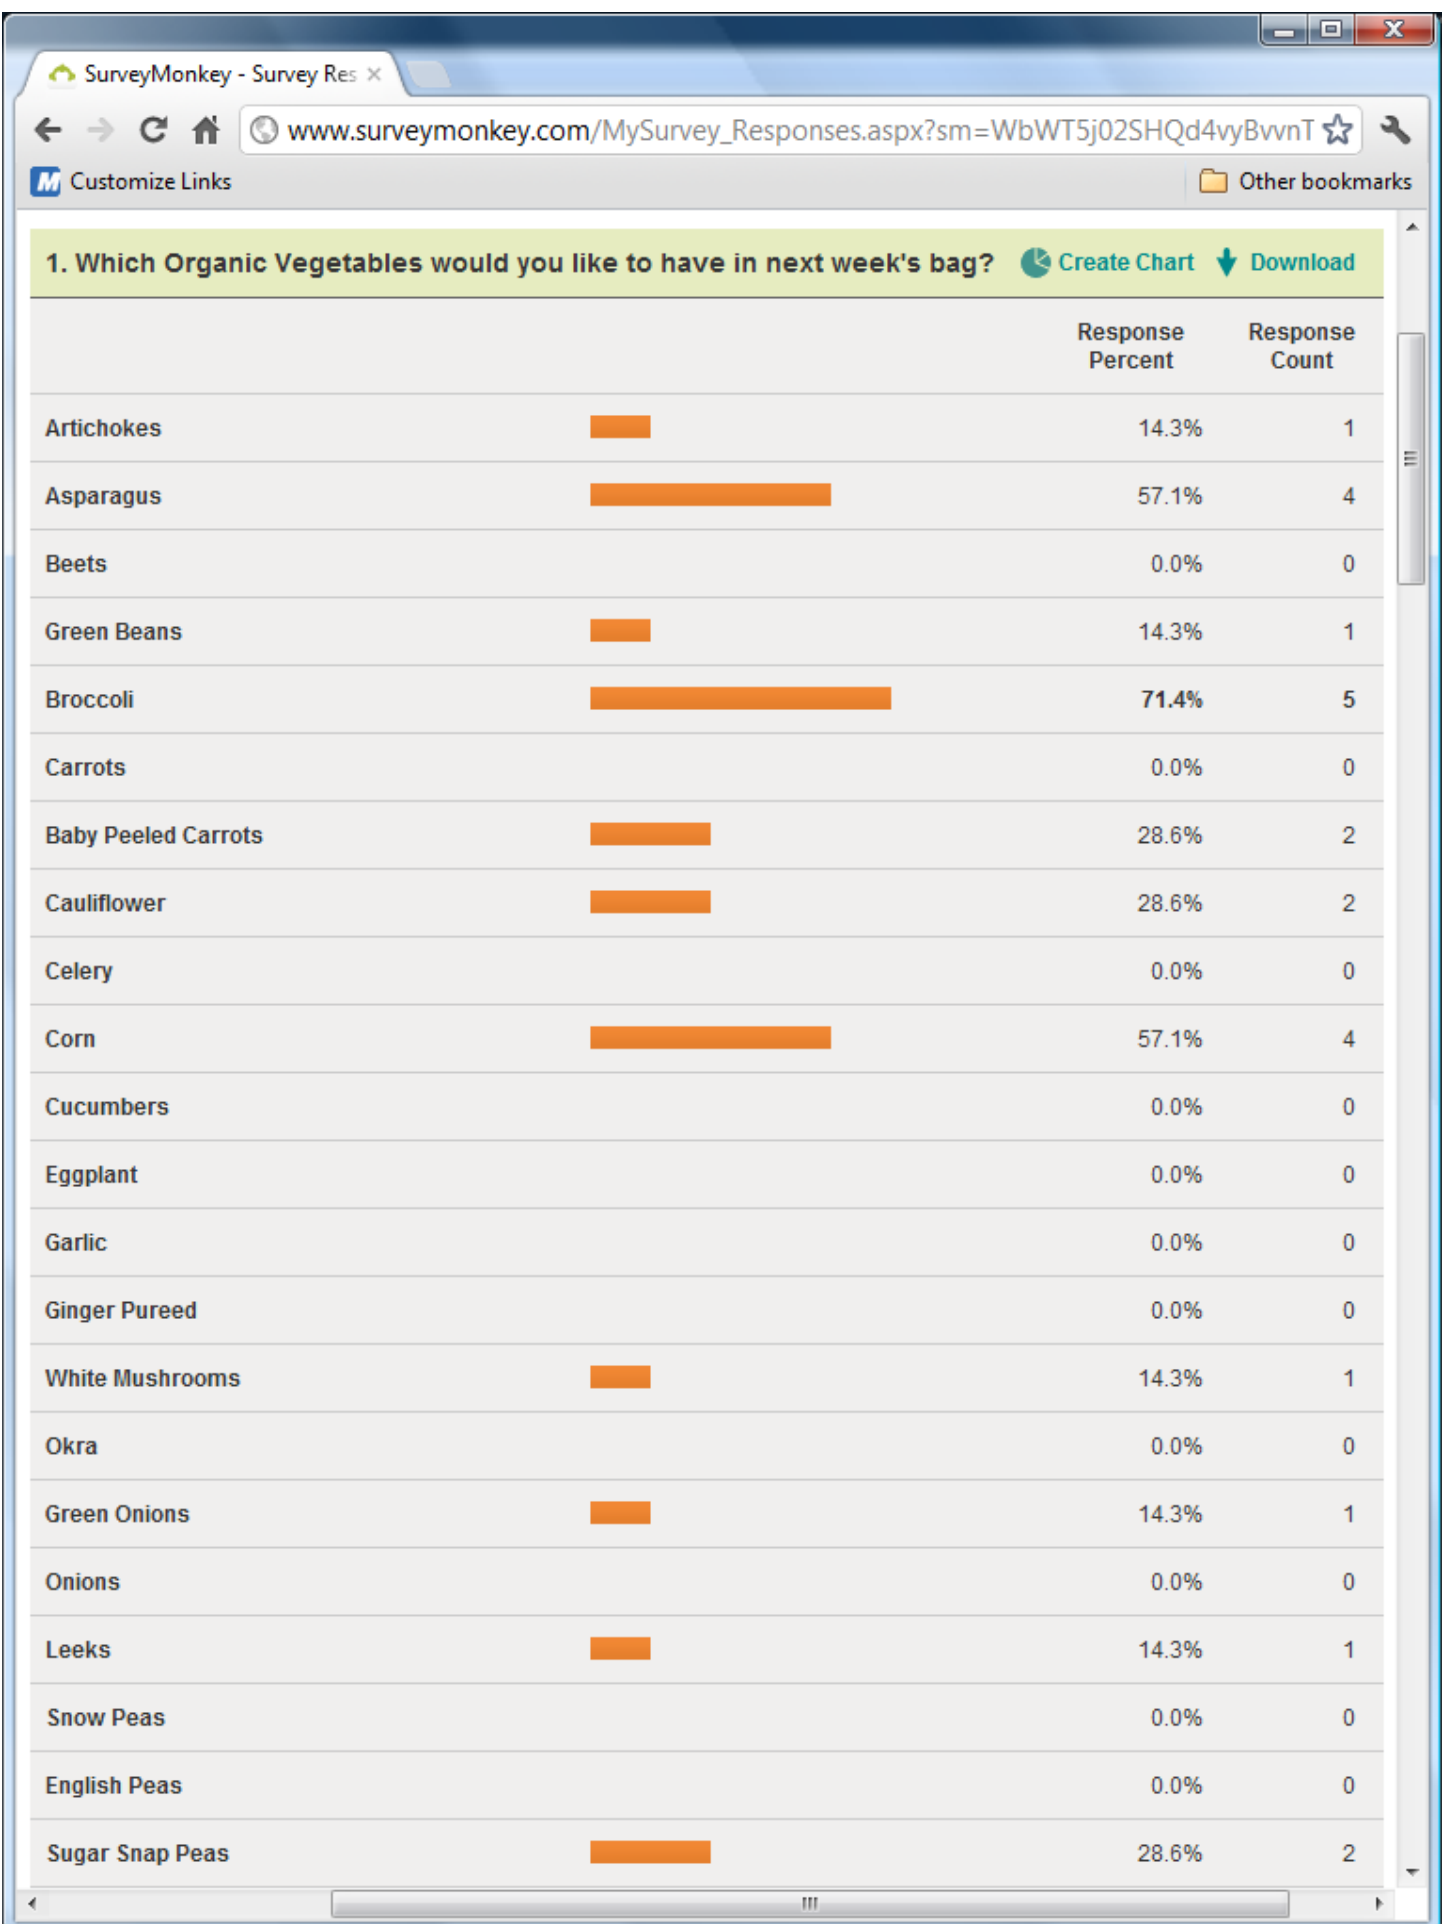 SurveyMonkey - Survey Res
www.surveymonkey.com/MySurvey_Responses.aspx?sm=WbWT5j02SHQd4vyBvvnT
Customize Links Other bookmarks
1. Which Organic Vegetables would you like to have in next week's bag? Create Chart Download
Response Percent Response Count
Artichokes 14.3% 1
Asparagus 57.1% 4
Beets 0.0% 0
Green Beans 14.3% 1
Broccoli 71.4% 5
Carrots 0.0% 0
Baby Peeled Carrots 28.6% 2
Cauliflower 28.6% 2
Celery 0.0% 0
Corn 57.1% 4
Cucumbers 0.0% 0
Eggplant 0.0% 0
Garlic 0.0% 0
Ginger Pureed 0.0% 0
White Mushrooms 14.3% 1
Okra 0.0% 0
Green Onions 14.3% 1
Onions 0.0% 0
Leeks 14.3% 1
Snow Peas 0.0% 0
English Peas 0.0% 0
Sugar Snap Peas 28.6% 2